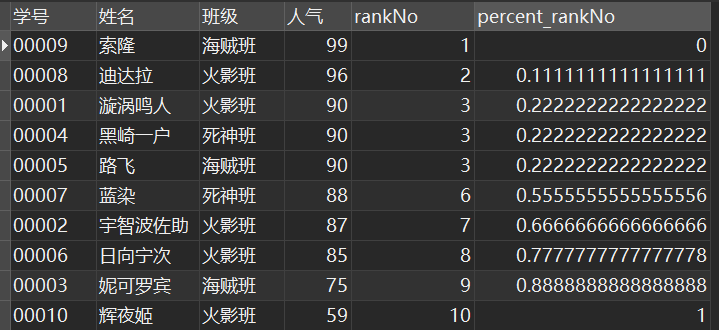 学号 姓名 班级 人气 rankNo percent_rankNo
00009 索隆 海贼班 99 1 0
00008 迪达拉 火影班 96 2 0.1111111111111111
00001 漩涡鸣人 火影班 90 3 0.2222222222222222
00004 黑崎一户 死神班 90 3 0.2222222222222222
00005 路飞 海贼班 90 3 0.2222222222222222
00007 蓝染 死神班 88 6 0.5555555555555556
00002 宇智波佐助 火影班 87 7 0.6666666666666666
00006 日向宁次 火影班 85 8 0.7777777777777778
00003 妮可罗宾 海贼班 75 9 0.8888888888888888
00010 辉夜姬 火影班 59 10 1